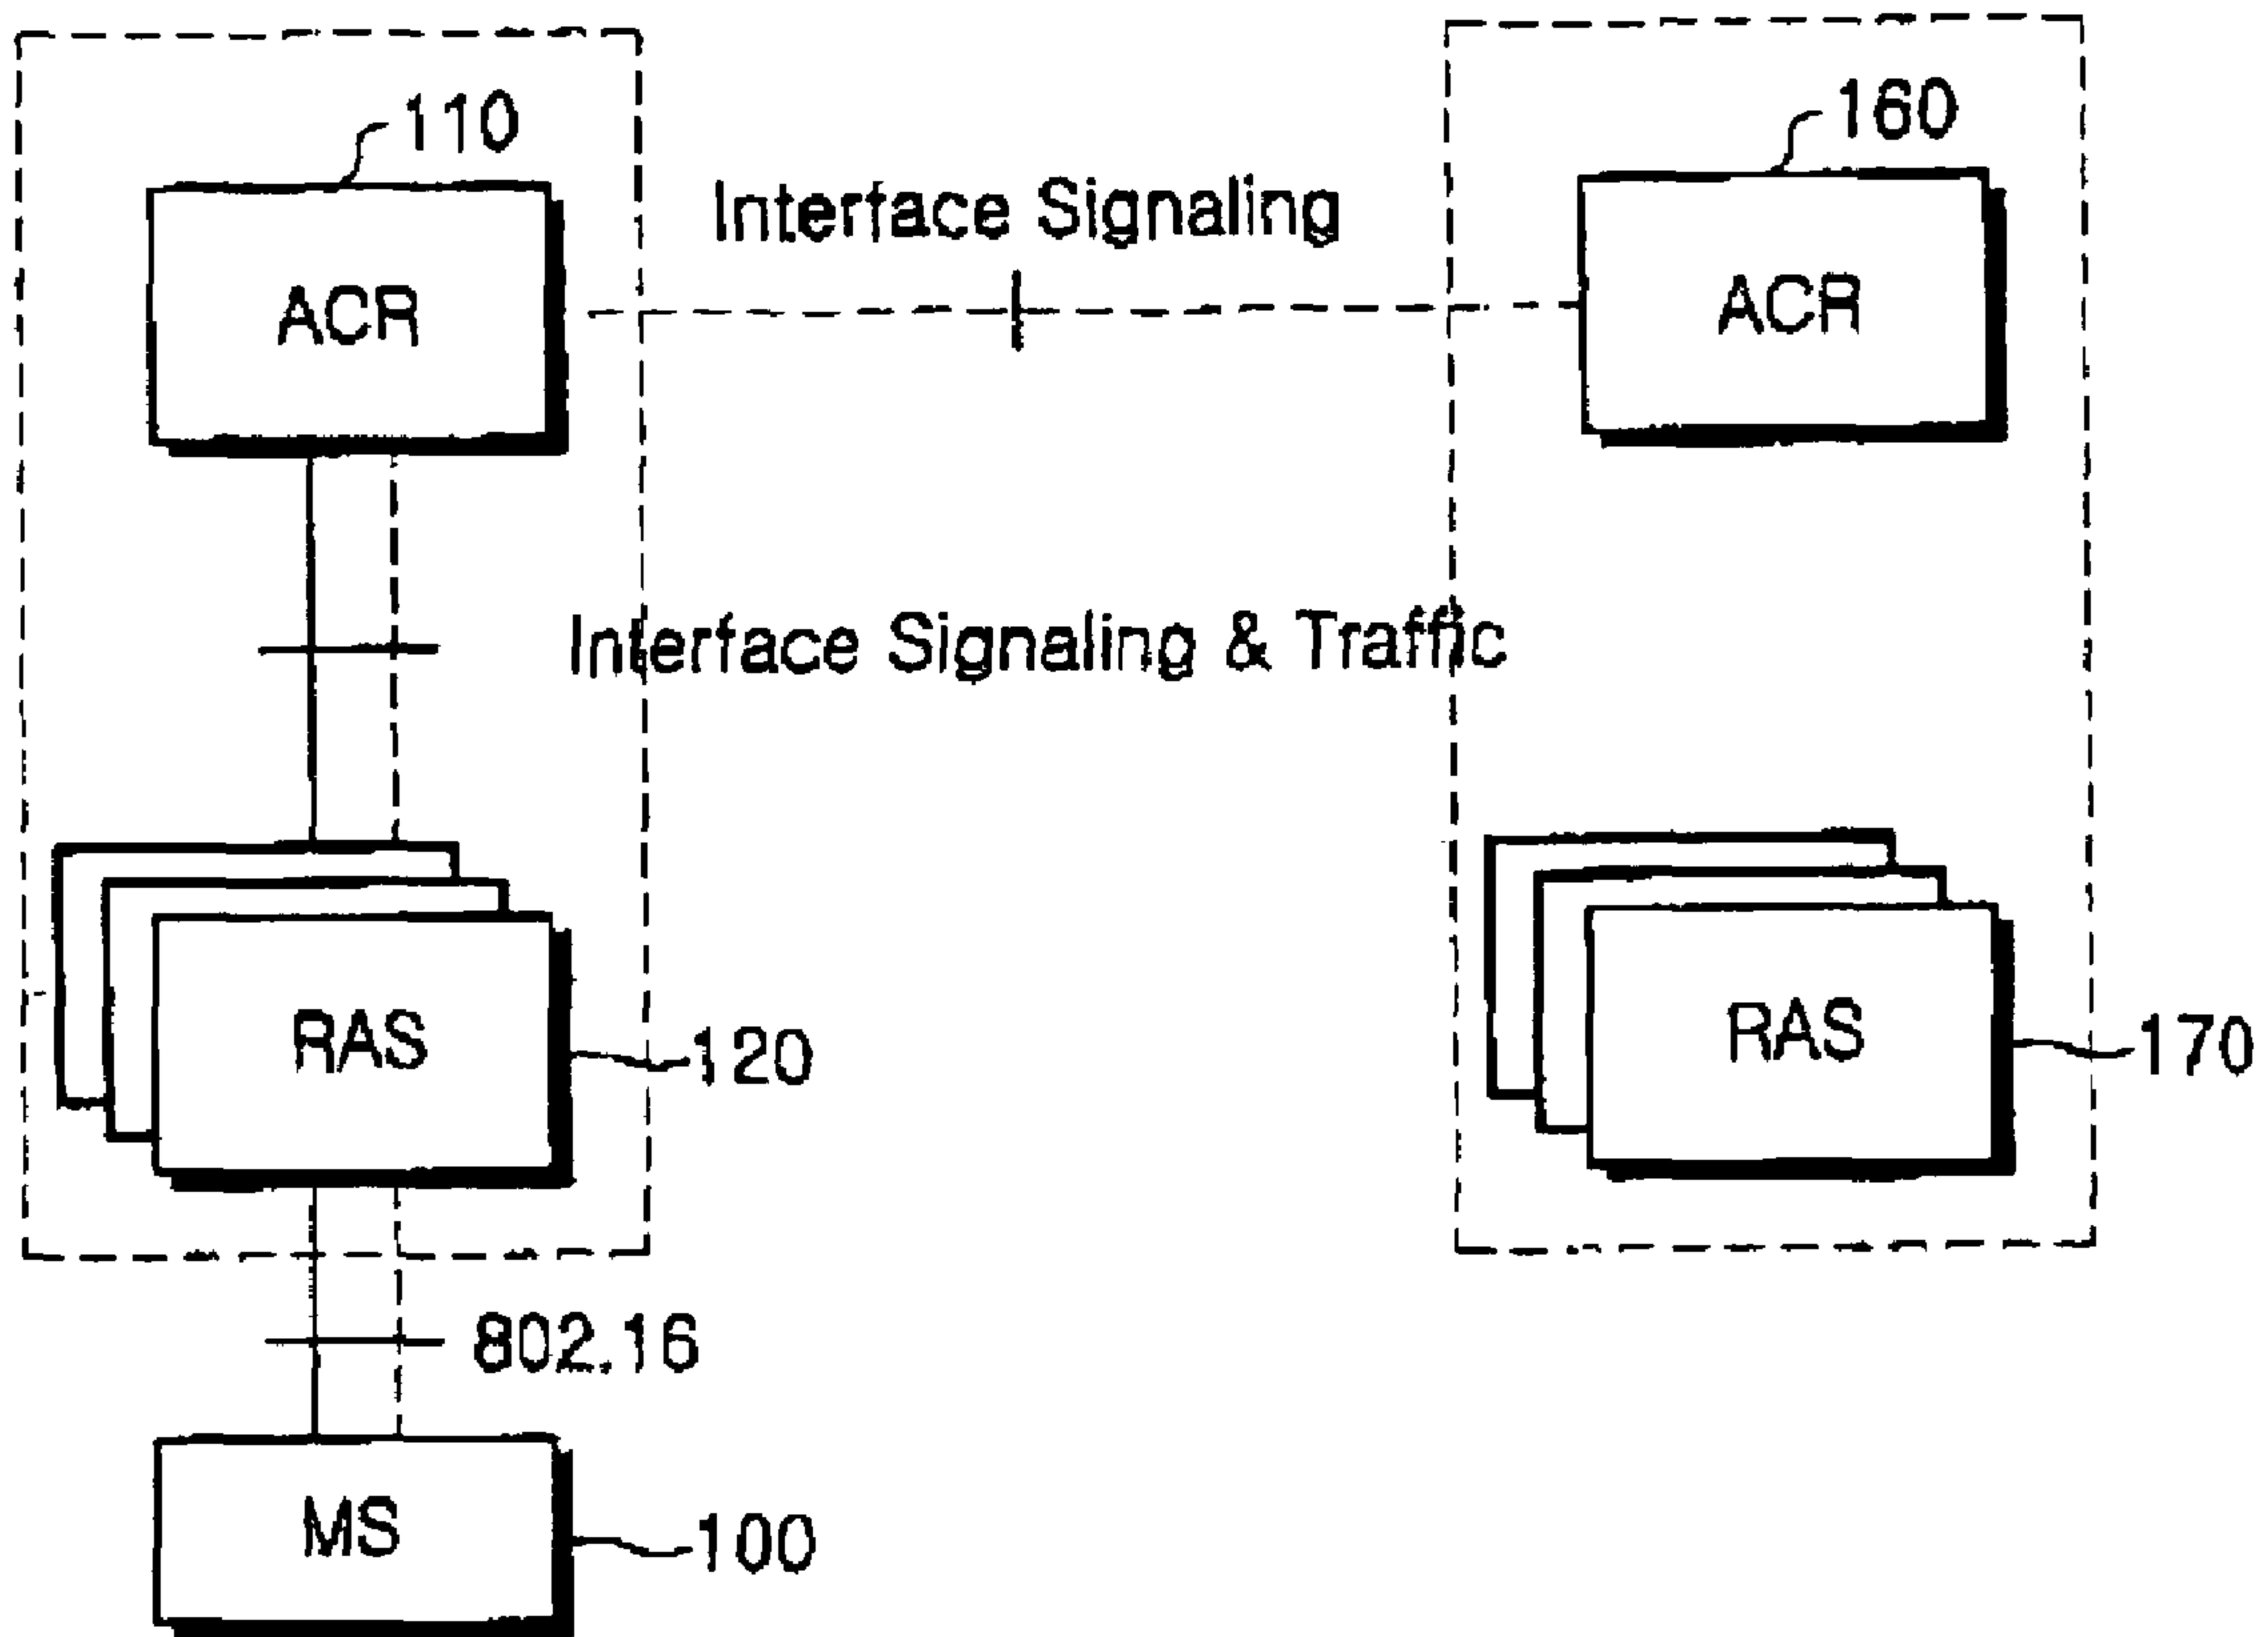 110
160
Interface Signaling
ACR
ACR
Interface Signaling & Traffic
RAS
120
RAS
170
802.16
MS
100